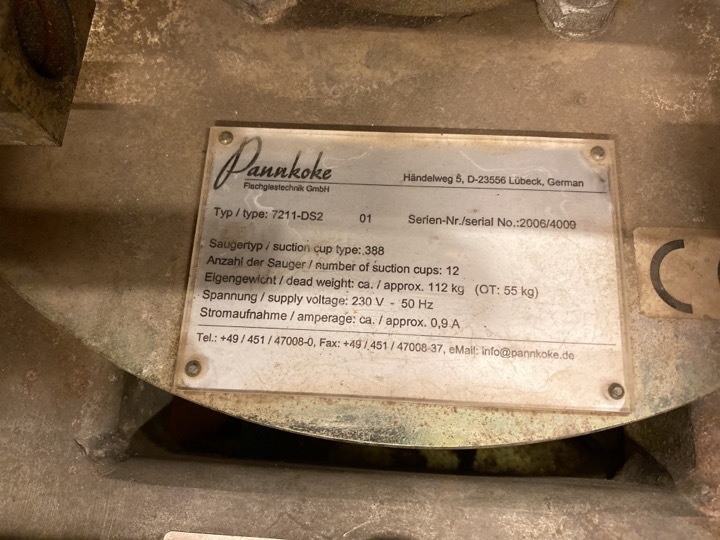 Pannkoke
Flachglastechnik GmbH
Händelweg 5, D-23556 Lübeck, German
Typ / type: 7211-DS2 01 Serien-Nr./serial No.:2006/4009
Saugertyp / suction cup type: 388
Anzahl der Sauger / number of suction cups: 12
Eigengewicht / dead weight: ca. / approx. 112 kg (OT: 55 kg)
Spannung / supply voltage: 230 V - 50 Hz
Stromaufnahme / amperage: ca. / approx. 0,9 A
Tel.: +49 / 451 / 47008-0, Fax: +49 / 451 / 47008-37, eMail: info@pannkoke.de
C